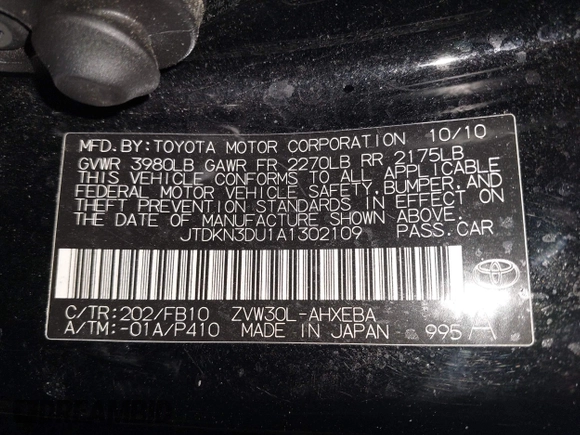 MFD. BY: TOYOTA MOTOR CORPORATION 10/10
GVWR 3980LB GAWR FR 2270LB RR 2175LB
THIS VEHICLE CONFORMS TO ALL APPLICABLE
FEDERAL MOTOR VEHICLE SAFETY, BUMPER, AND
THEFT PREVENTION STANDARDS IN EFFECT ON
THE DATE OF MANUFACTURE SHOWN ABOVE.
JTDKN3DU1A1302109 PASS. CAR
C/TR: 202/FB10 ZVW30L-AHXEBA
A/TM: -01A/P410 MADE IN JAPAN 995 A
DREAMBID